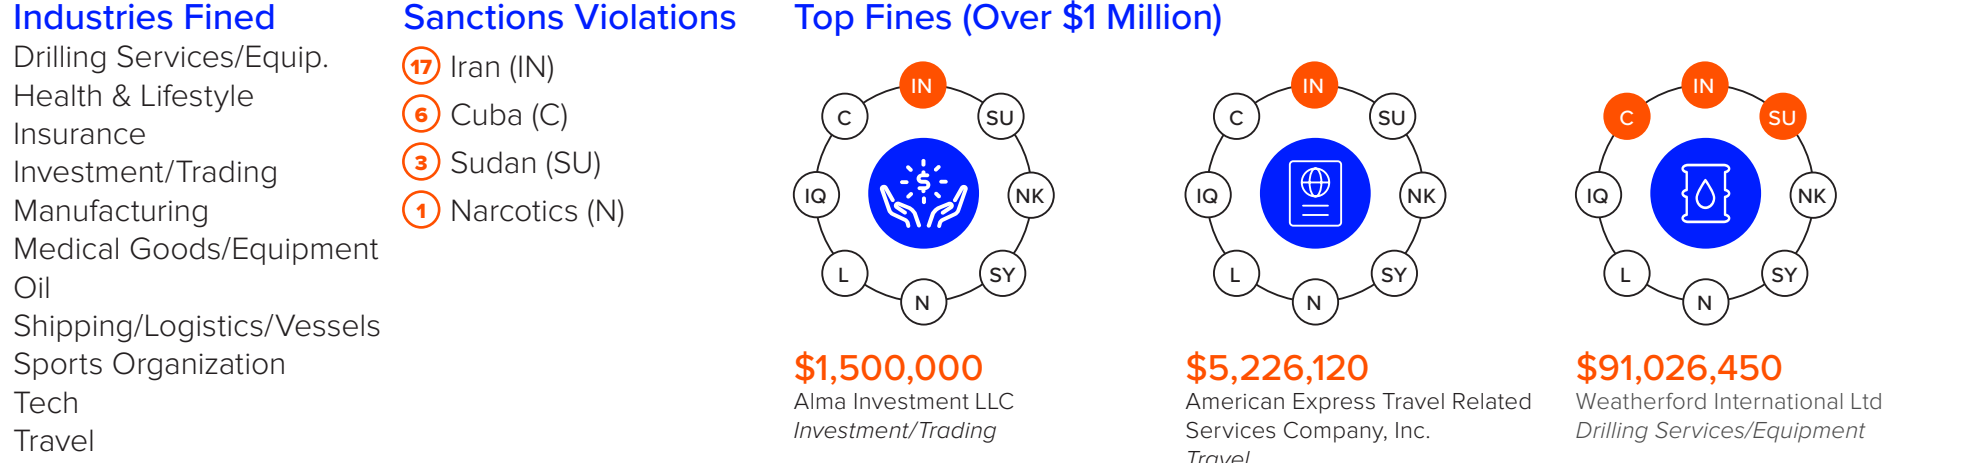 Industries Fined
Drilling Services/Equip.
Health & Lifestyle
Insurance
Investment/Trading
Manufacturing
Medical Goods/Equipment
Oil
Shipping/Logistics/Vessels
Sports Organization
Tech
Travel
Sanctions Violations
17 Iran (IN)
6 Cuba (C)
3 Sudan (SU)
1 Narcotics (N)
Top Fines (Over $1 Million)
IN
C
SU
IQ
$
NK
L
SY
N
$1,500,000
Alma Investment LLC
Investment/Trading
IN
C
SU
IQ
NK
L
SY
N
$5,226,120
American Express Travel Related
Services Company, Inc.
Travel
IN
C
SU
IQ
NK
L
SY
N
$91,026,450
Weatherford International Ltd
Drilling Services/Equipment